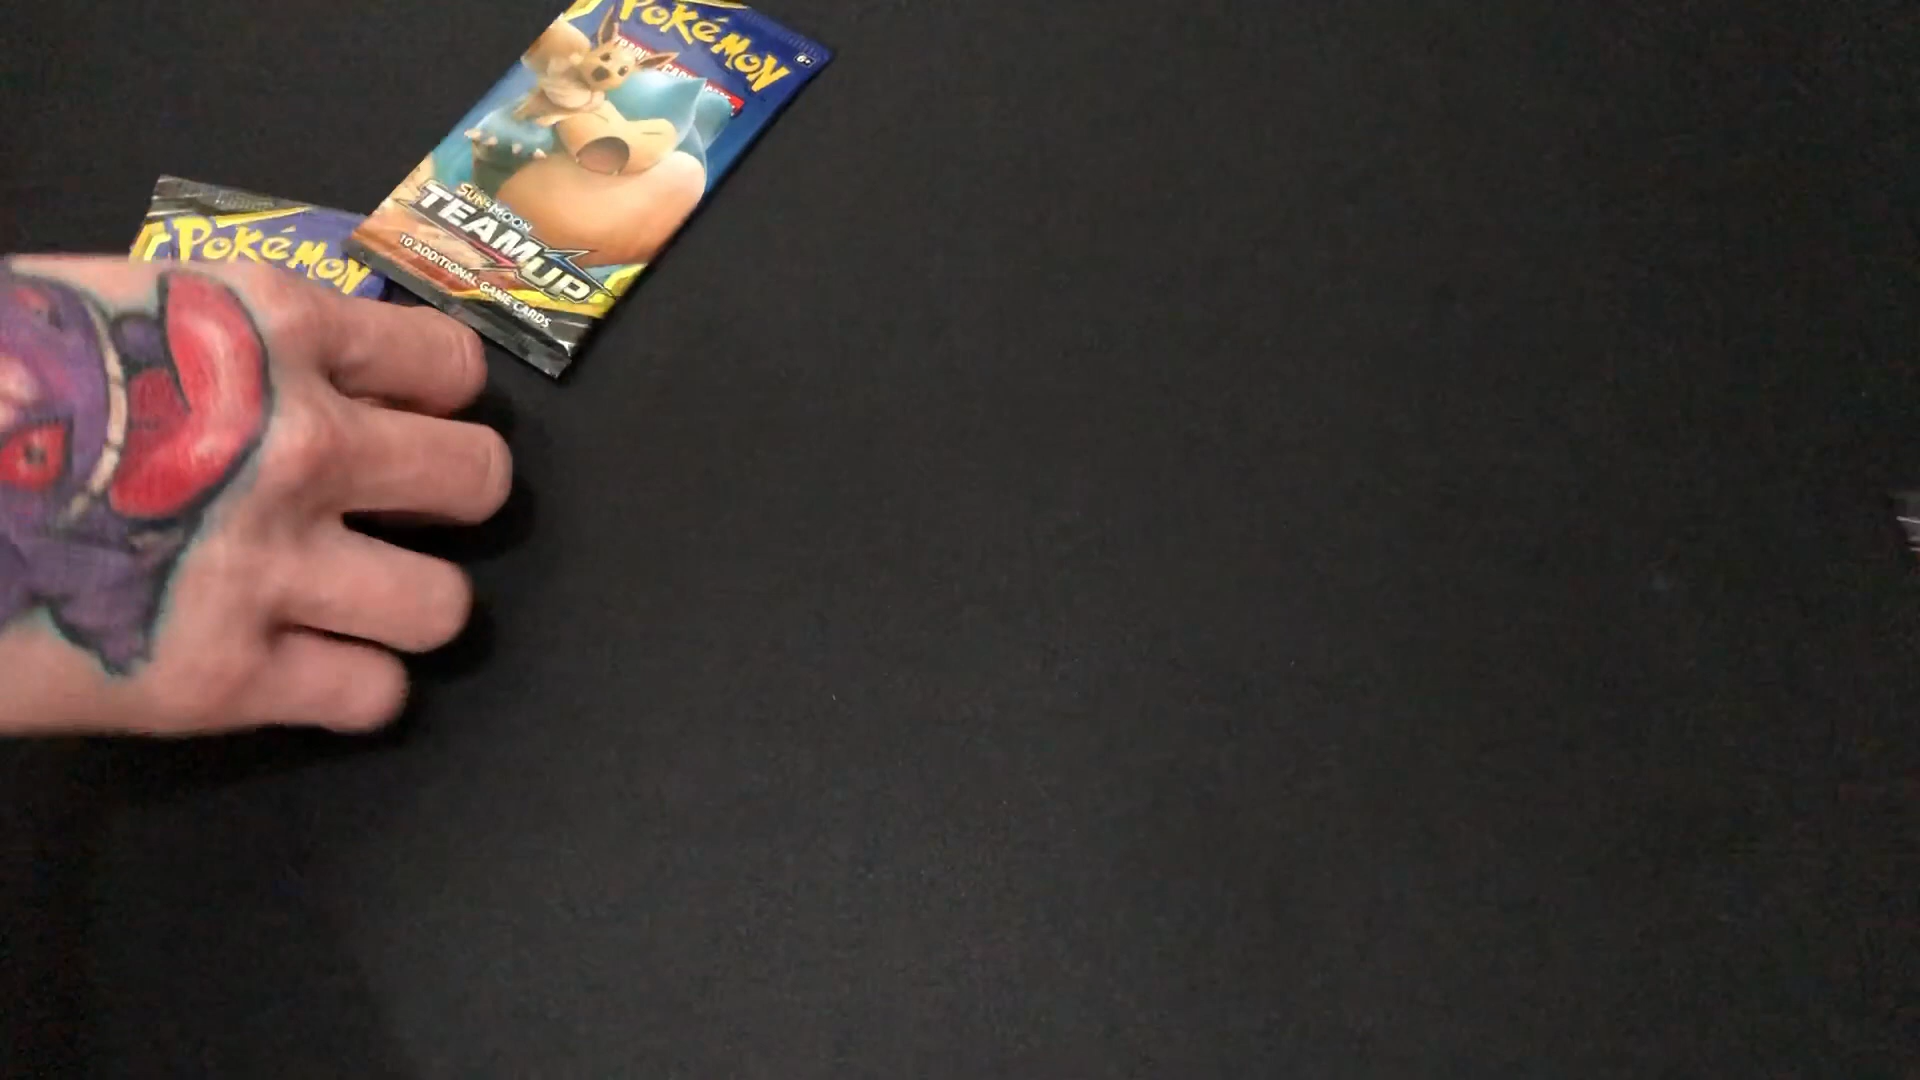 Pokémon
6+
SUN & MOON
TEAM UP
10 ADDITIONAL GAME CARDS
Pokémon